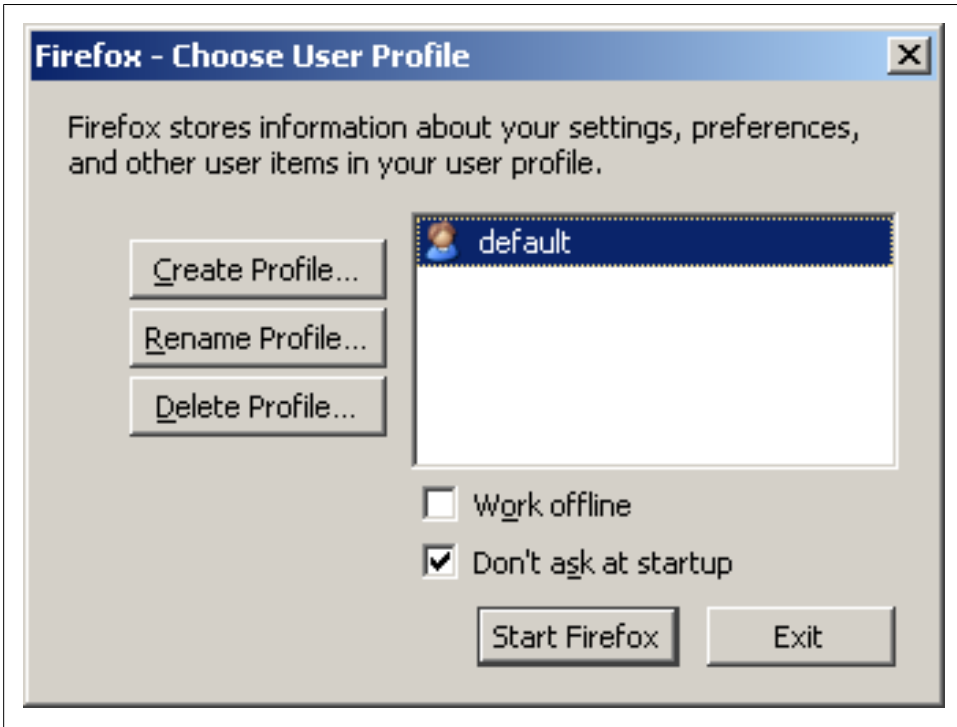 Firefox - Choose User Profile
Firefox stores information about your settings, preferences,
and other user items in your user profile.
default
Create Profile...
Rename Profile...
Delete Profile...
Work offline
Don't ask at startup
Start Firefox
Exit